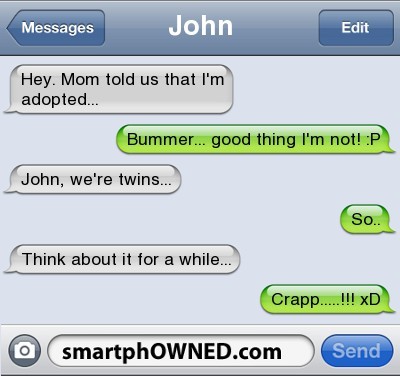 Messages
John
Edit
Hey. Mom told us that I'm
adopted...
Bummer... good thing I'm not! :P
John, we're twins...
So..
Think about it for a while...
Crapp.....!!! xD
smartphOWNED.com
Send